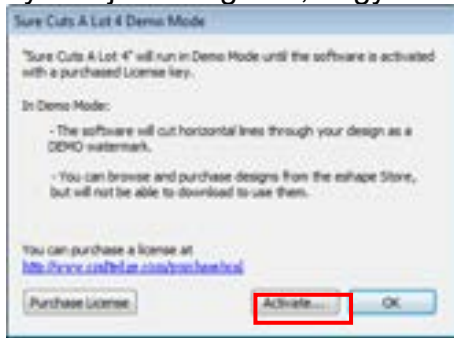 Sure Cuts A Lot 4 Demo Mode
"Sure Cuts A Lot 4" will run in Demo Mode until the software is activated
with a purchased License key.
In Demo Mode:
- The software will cut horizontal lines through your design as a
DEMO watermark.
- You can browse and purchase designs from the eshape Store,
but will not be able to download to use them.
You can purchase a license at
Purchase License
Activate...
OK